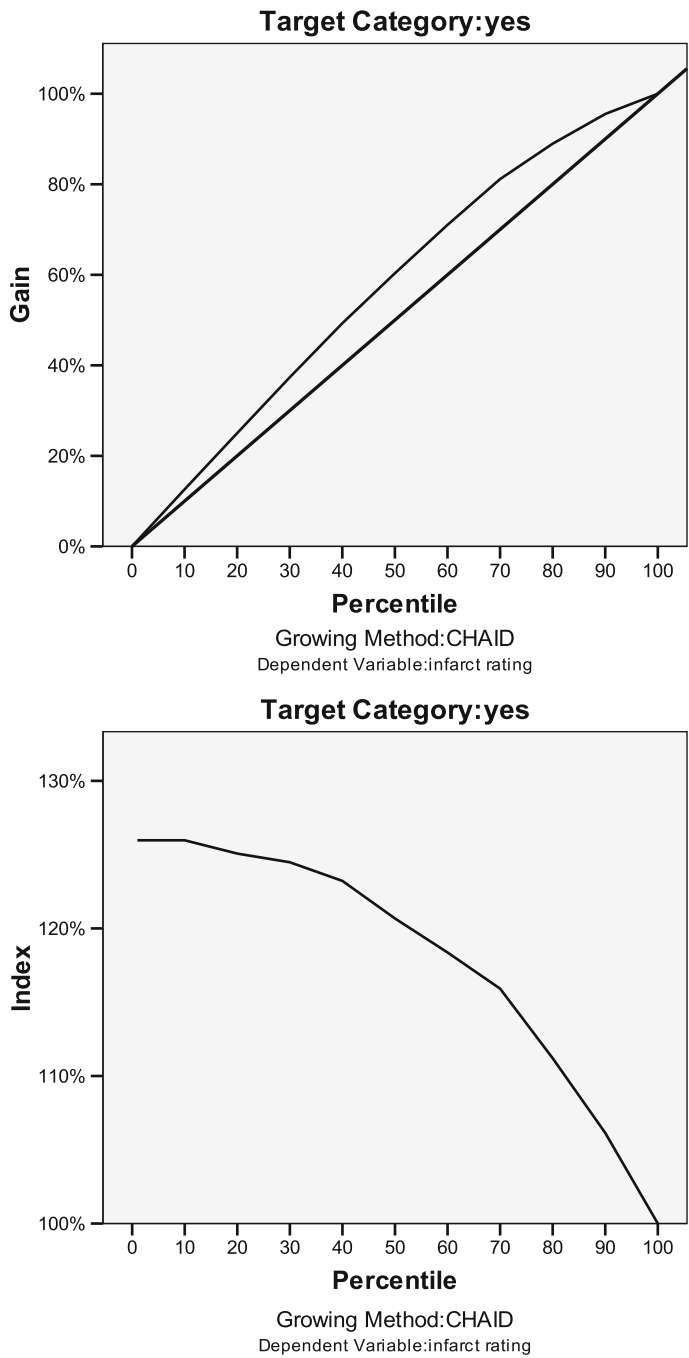 Target Category:yes
100%
80%
60%
40%
20%
0%
Gain
0 10 20 30 40 50 60 70 80 90 100
Percentile
Growing Method:CHAID
Dependent Variable:infarct rating
Target Category:yes
130%
120%
110%
100%
Index
0 10 20 30 40 50 60 70 80 90 100
Percentile
Growing Method:CHAID
Dependent Variable:infarct rating